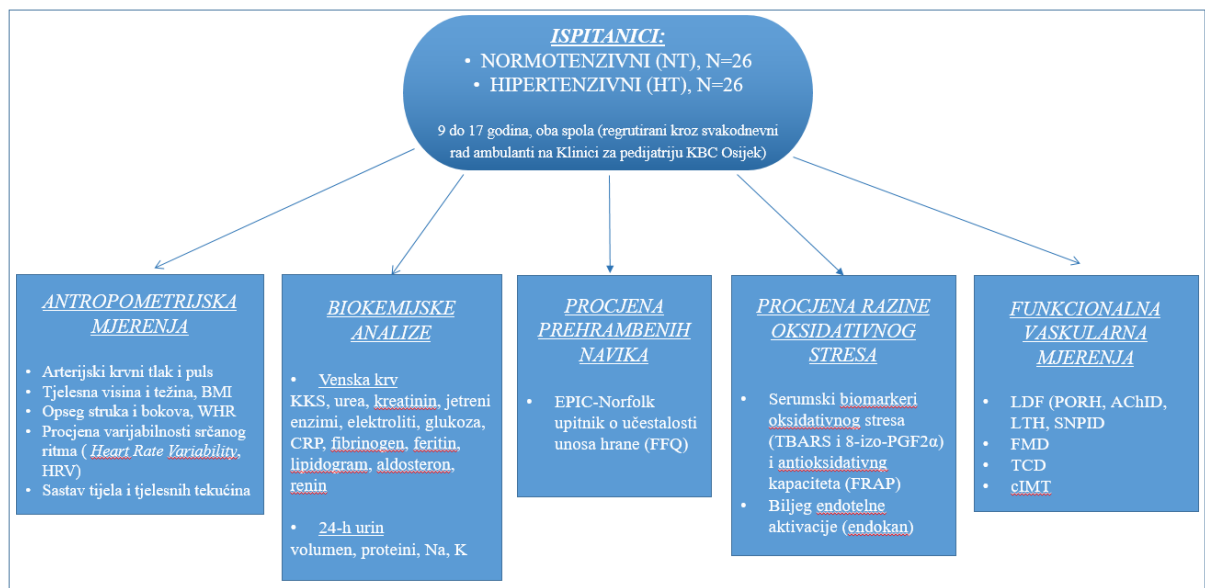 ISPITANICI:
• NORMOTENZIVNI (NT), N=26
• HIPERTENZIVNI (HT), N=26
9 do 17 godina, oba spola (regrutirani kroz svakodnevni
rad ambulanti na Klinici za pedijatriju KBC Osijek)
ANTROPOMETRIJSKA
MJERENJA
• Arterijski krvni tlak i puls
• Tjelesna visina i težina, BMI
• Opseg struka i bokova, WHR
• Procjena varijabilnosti srčanog
ritma ( Heart Rate Variability,
HRV)
• Sastav tijela i tjelesnih tekućina
BIOKEMIJSKE
ANALIZE
• Venska krv
KKS, urea, kreatinin, jetreni
enzimi, elektroliti, glukoza,
CRP, fibrinogen, feritin,
lipidogram, aldosteron,
renin
• 24-h urin
volumen, proteini, Na, K
PROCJENA
PREHRAMBENIH
NAVIKA
• EPIC-Norfolk
upitnik o učestalosti
unosa hrane (FFQ)
PROCJENA RAZINE
OKSIDATIVNOG
STRESA
• Serumski biomarkeri
oksidativnog stresa
(TBARS i 8-izo-PGF2α)
i antioksidativng
kapaciteta (FRAP)
• Biljeg endotelne
aktivacije (endokan)
FUNKCIONALNA
VASKULARNA
MJERENJA
• LDF (PORH, AChID,
LTH, SNPID
• FMD
• TCD
• cIMT